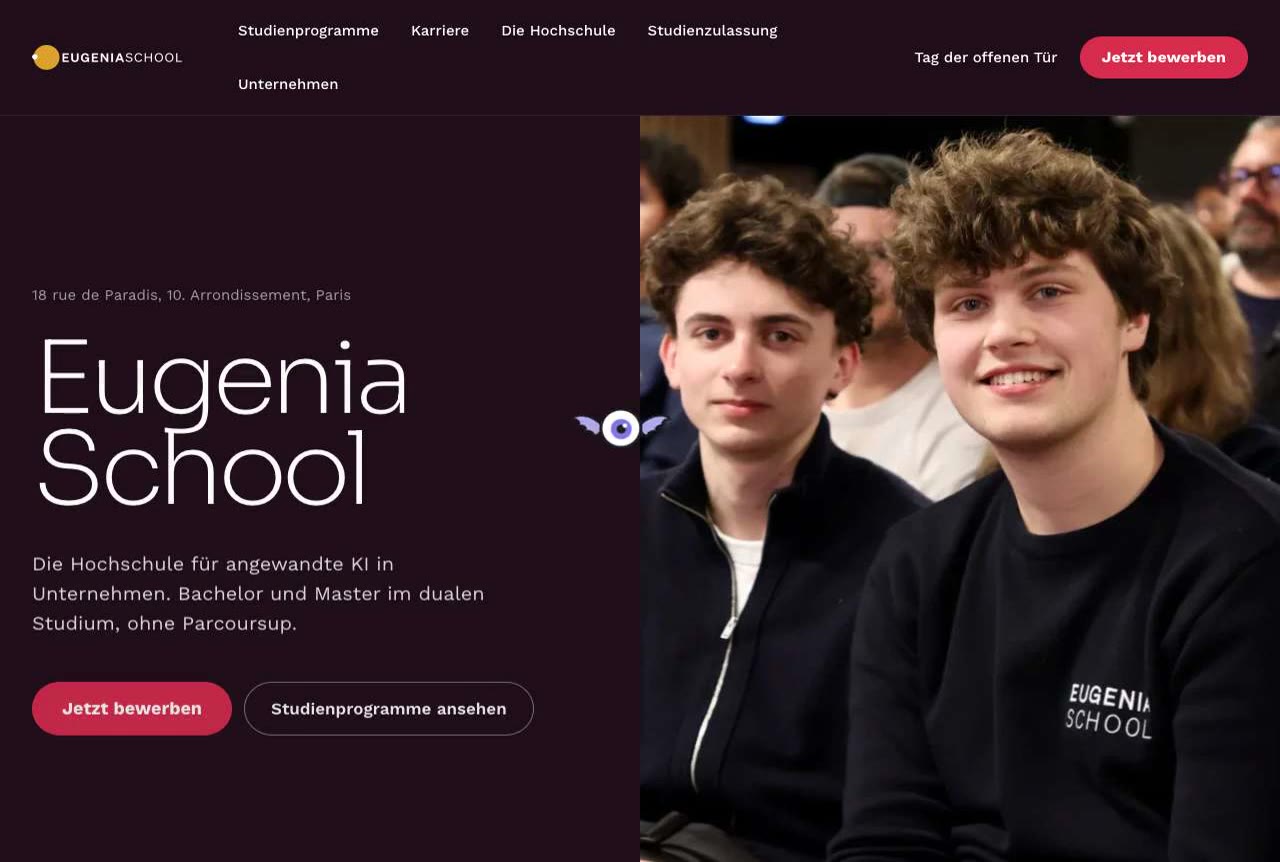 EUGENIASCHOOL
Studienprogramme
Karriere
Die Hochschule
Studienzulassung
Unternehmen
Tag der offenen Tür
Jetzt bewerben
18 rue de Paradis, 10. Arrondissement, Paris
Eugenia
School
Die Hochschule für angewandte KI in
Unternehmen. Bachelor und Master im dualen
Studium, ohne Parcoursup.
Jetzt bewerben
Studienprogramme ansehen
EUGENIA
SCHOOL